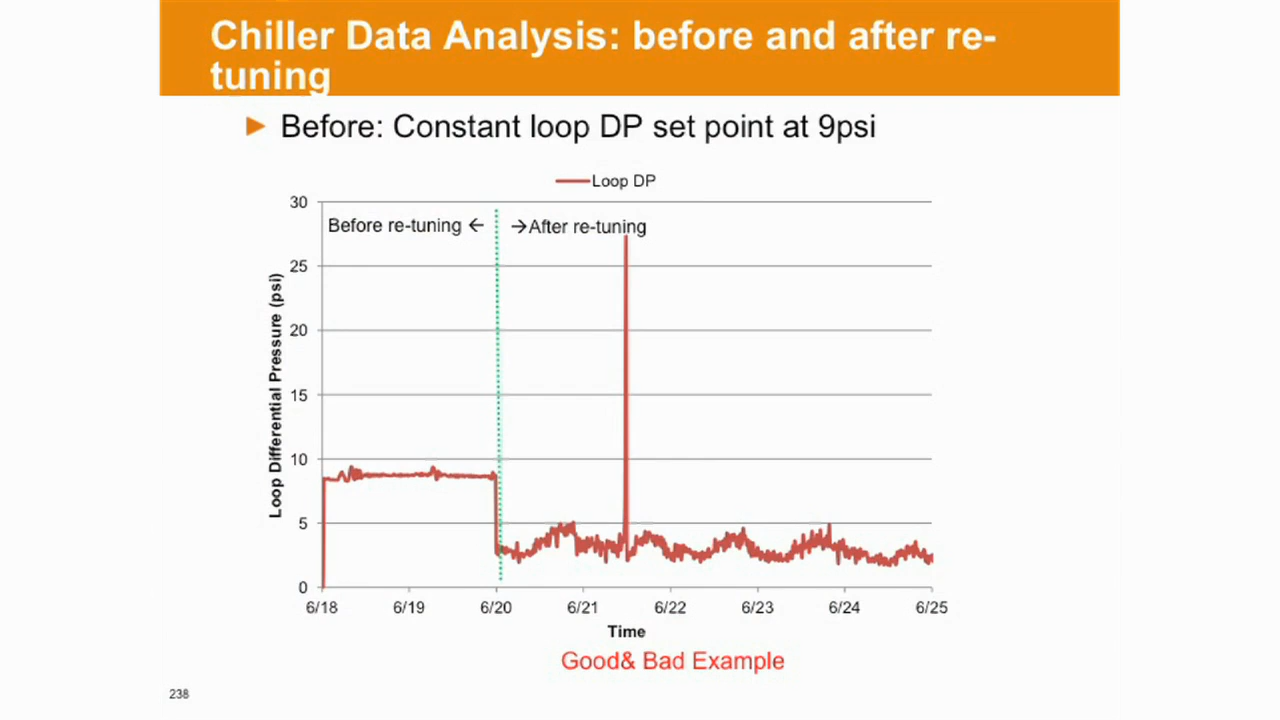 Chiller Data Analysis: before and after re-
tuning
► Before: Constant loop DP set point at 9psi
Loop DP
30
Before re-tuning ← →After re-tuning
25
20
15
10
5
0
Loop Differential Pressure (psi)
6/18 6/19 6/20 6/21 6/22 6/23 6/24 6/25
Time
Good& Bad Example
238